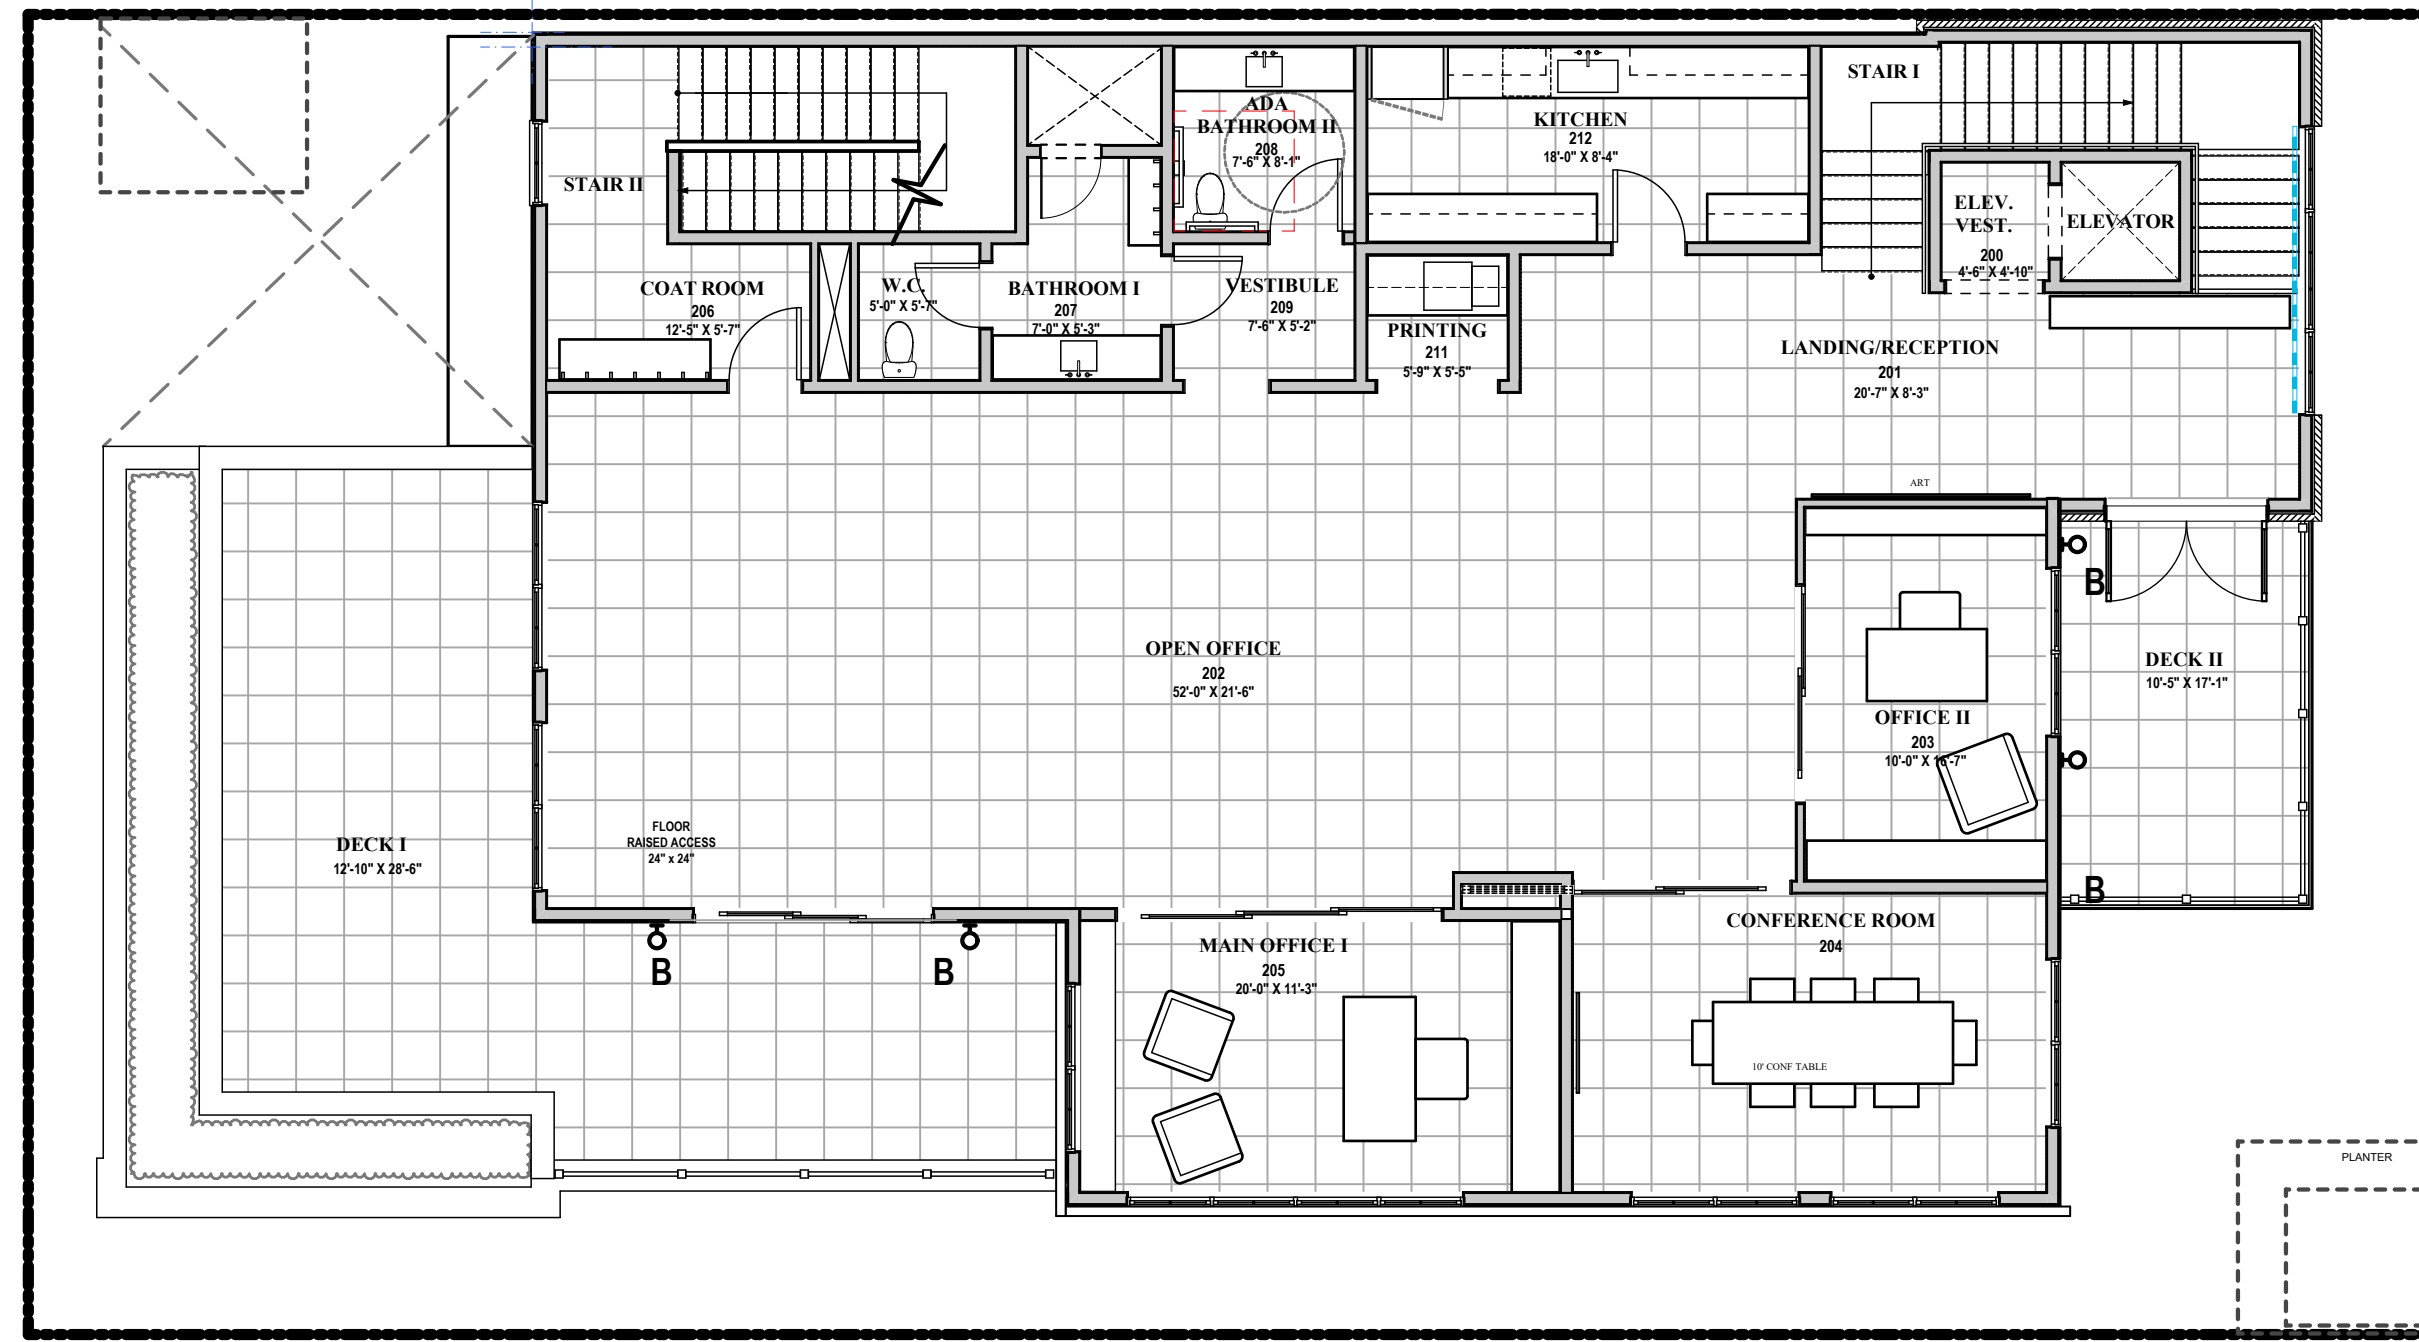 STAIR I
ADA
BATHROOM II
208
7'-6" X 8'-1"
KITCHEN
212
18'-0" X 8'-4"
STAIR II
ELEV.
VEST.
200
4'-6" X 4'-10"
ELEVATOR
COAT ROOM
206
12'-5" X 5'-7"
W.C.
5'-0" X 5'-7"
BATHROOM I
207
7'-0" X 5'-3"
VESTIBULE
209
7'-6" X 5'-2"
PRINTING
211
5'-9" X 5'-5"
LANDING/RECEPTION
201
20'-7" X 8'-3"
ART
B
OPEN OFFICE
202
52'-0" X 21'-6"
DECK II
10'-5" X 17'-1"
OFFICE II
203
10'-0" X 16'-7"
FLOOR
RAISED ACCESS
24" x 24"
DECK I
12'-10" X 28'-6"
B
CONFERENCE ROOM
204
MAIN OFFICE I
205
20'-0" X 11'-3"
B
B
10' CONF TABLE
PLANTER